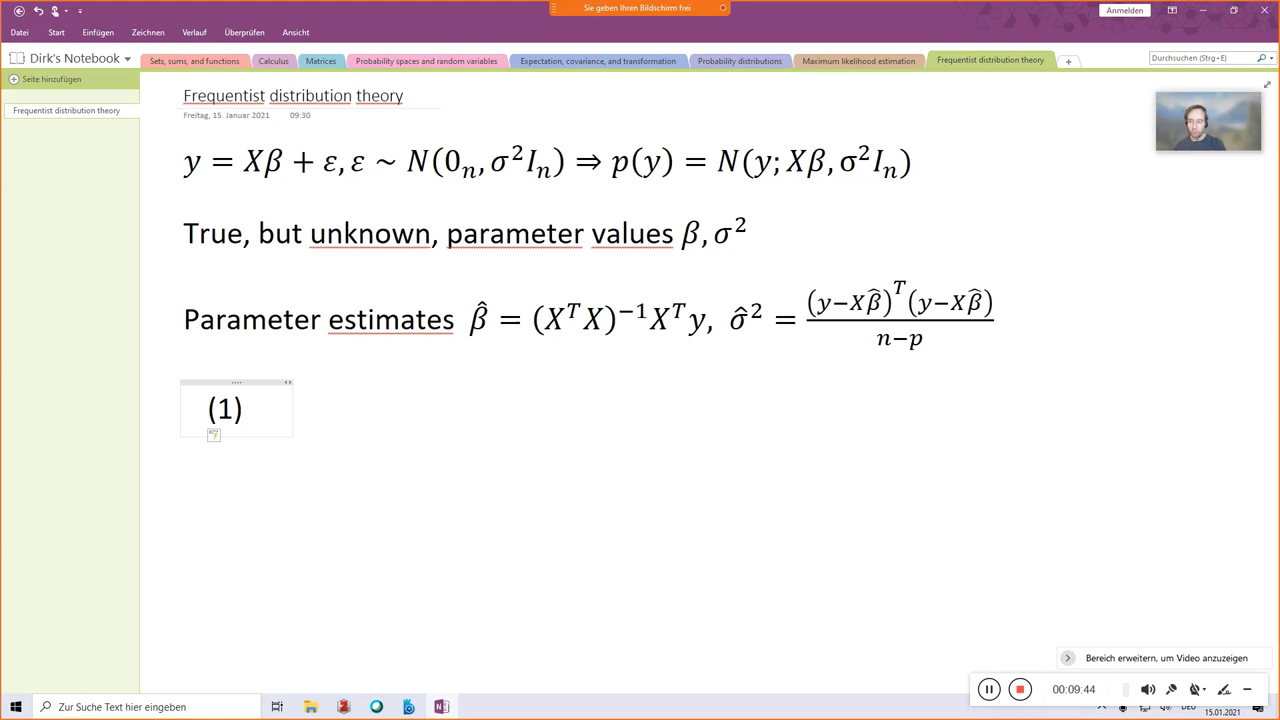 Sie geben Ihren Bildschirm frei
Anmelden
Datei Start Einfügen Zeichnen Verlauf Überprüfen Ansicht
Dirk's Notebook
Sets, sums, and functions Calculus Matrices Probability spaces and random variables Expectation, covariance, and transformation Probability distributions Maximum likelihood estimation Frequentist distribution theory
Durchsuchen (Strg+E)
Seite hinzufügen
Frequentist distribution theory
Frequentist distribution theory
Freitag, 15. Januar 2021 09:30
y = Xβ + ε, ε ~ N(0ₙ, σ²Iₙ) ⇒ p(y) = N(y; Xβ, σ²Iₙ)
True, but unknown, parameter values β, σ²
Parameter estimates β̂ = (XᵀX)⁻¹Xᵀy, σ̂² = (y−Xβ̂)ᵀ(y−Xβ̂) / n−p
(1)
Bereich erweitern, um Video anzuzeigen
00:09:44
Zur Suche Text hier eingeben
DEU
15.01.2021